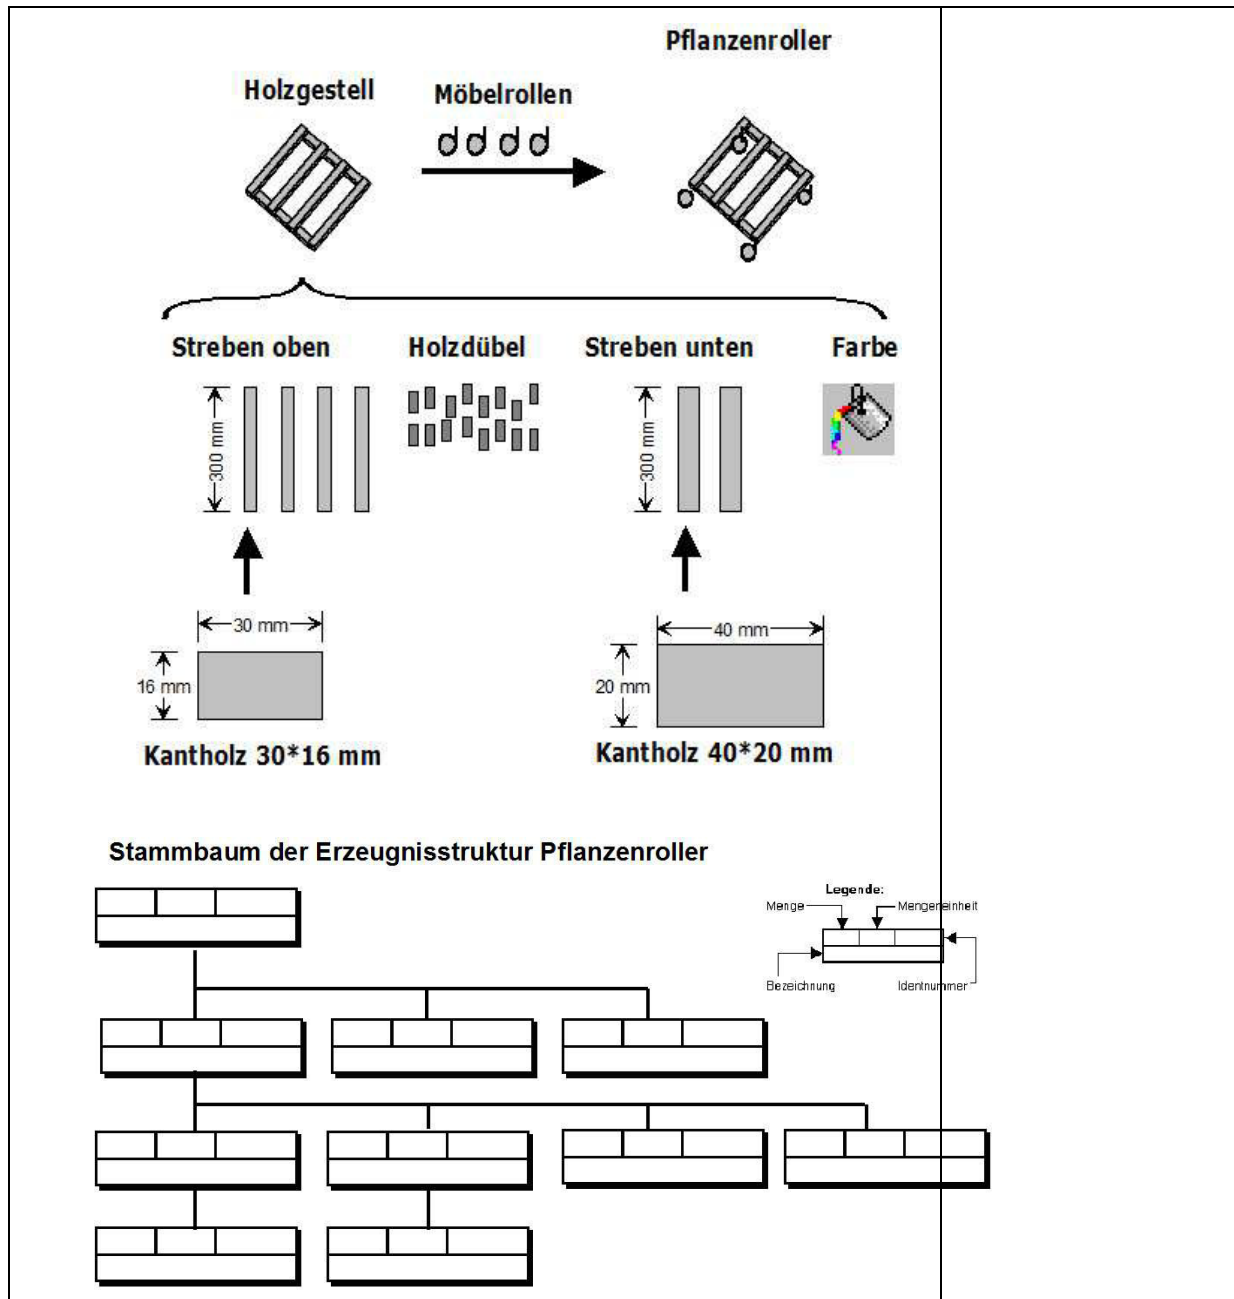 Pflanzenroller
Holzgestell
Möbelrollen
Streben oben
Holzdübel
Streben unten
Farbe
300 mm
300 mm
30 mm
40 mm
16 mm
20 mm
Kantholz 30*16 mm
Kantholz 40*20 mm
Stammbaum der Erzeugnisstruktur Pflanzenroller
Legende:
Menge
Mengeneinheit
Bezeichnung
Identnummer